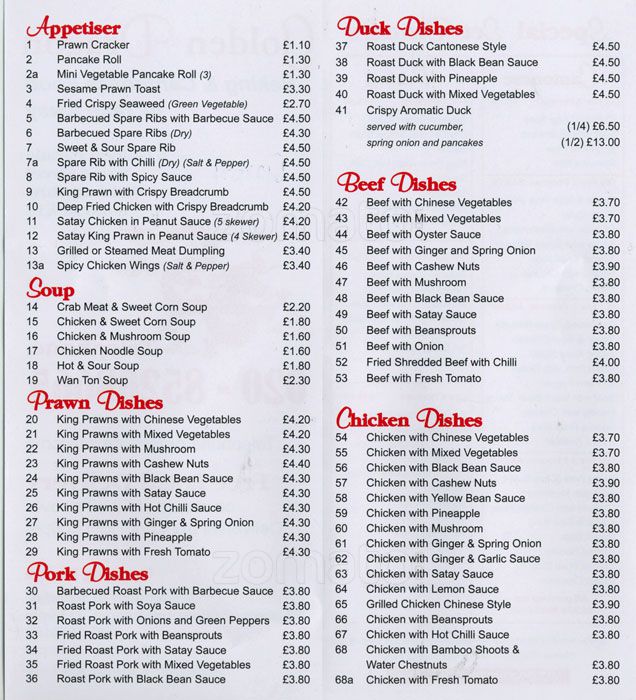 Appetiser
1 Prawn Cracker £1.10
2 Pancake Roll £1.30
2a Mini Vegetable Pancake Roll (3) £1.30
3 Sesame Prawn Toast £3.30
4 Fried Crispy Seaweed (Green Vegetable) £2.70
5 Barbecued Spare Ribs with Barbecue Sauce £4.50
6 Barbecued Spare Ribs (Dry) £4.30
7 Sweet & Sour Spare Rib £4.50
7a Spare Rib with Chilli (Dry) (Salt & Pepper) £4.50
8 Spare Rib with Spicy Sauce £4.50
9 King Prawn with Crispy Breadcrumb £4.50
10 Deep Fried Chicken with Crispy Breadcrumb £4.20
11 Satay Chicken in Peanut Sauce (5 skewer) £4.20
12 Satay King Prawn in Peanut Sauce (4 Skewer) £4.50
13 Grilled or Steamed Meat Dumpling £3.40
13a Spicy Chicken Wings (Salt & Pepper) £3.40
Soup
14 Crab Meat & Sweet Corn Soup £2.20
15 Chicken & Sweet Corn Soup £1.80
16 Chicken & Mushroom Soup £1.60
17 Chicken Noodle Soup £1.60
18 Hot & Sour Soup £1.80
19 Wan Ton Soup £2.30
Prawn Dishes
20 King Prawns with Chinese Vegetables £4.20
21 King Prawns with Mixed Vegetables £4.20
22 King Prawns with Mushroom £4.30
23 King Prawns with Cashew Nuts £4.40
24 King Prawns with Black Bean Sauce £4.30
25 King Prawns with Satay Sauce £4.30
26 King Prawns with Hot Chilli Sauce £4.30
27 King Prawns with Ginger & Spring Onion £4.30
28 King Prawns with Pineapple £4.30
29 King Prawns with Fresh Tomato £4.30
Pork Dishes
30 Barbecued Roast Pork with Barbecue Sauce £3.80
31 Roast Pork with Soya Sauce £3.80
32 Roast Pork with Onions and Green Peppers £3.80
33 Fried Roast Pork with Beansprouts £3.80
34 Fried Roast Pork with Satay Sauce £3.80
35 Fried Roast Pork with Mixed Vegetables £3.80
36 Roast Pork with Black Bean Sauce £3.80
Duck Dishes
37 Roast Duck Cantonese Style £4.50
38 Roast Duck with Black Bean Sauce £4.50
39 Roast Duck with Pineapple £4.50
40 Roast Duck with Mixed Vegetables £4.50
41 Crispy Aromatic Duck
served with cucumber, (1/4) £6.50
spring onion and pancakes (1/2) £13.00
Beef Dishes
42 Beef with Chinese Vegetables £3.70
43 Beef with Mixed Vegetables £3.70
44 Beef with Oyster Sauce £3.80
45 Beef with Ginger and Spring Onion £3.80
46 Beef with Cashew Nuts £3.90
47 Beef with Mushroom £3.80
48 Beef with Black Bean Sauce £3.80
49 Beef with Satay Sauce £3.80
50 Beef with Beansprouts £3.80
51 Beef with Onion £3.80
52 Fried Shredded Beef with Chilli £4.00
53 Beef with Fresh Tomato £3.80
Chicken Dishes
54 Chicken with Chinese Vegetables £3.70
55 Chicken with Mixed Vegetables £3.70
56 Chicken with Black Bean Sauce £3.80
57 Chicken with Cashew Nuts £3.90
58 Chicken with Yellow Bean Sauce £3.80
59 Chicken with Pineapple £3.80
60 Chicken with Mushroom £3.80
61 Chicken with Ginger & Spring Onion £3.80
62 Chicken with Ginger & Garlic Sauce £3.80
63 Chicken with Satay Sauce £3.80
64 Chicken with Lemon Sauce £3.80
65 Grilled Chicken Chinese Style £3.90
66 Chicken with Beansprouts £3.80
67 Chicken with Hot Chilli Sauce £3.80
68 Chicken with Bamboo Shoots &
Water Chestnuts £3.80
68a Chicken with Fresh Tomato £3.80